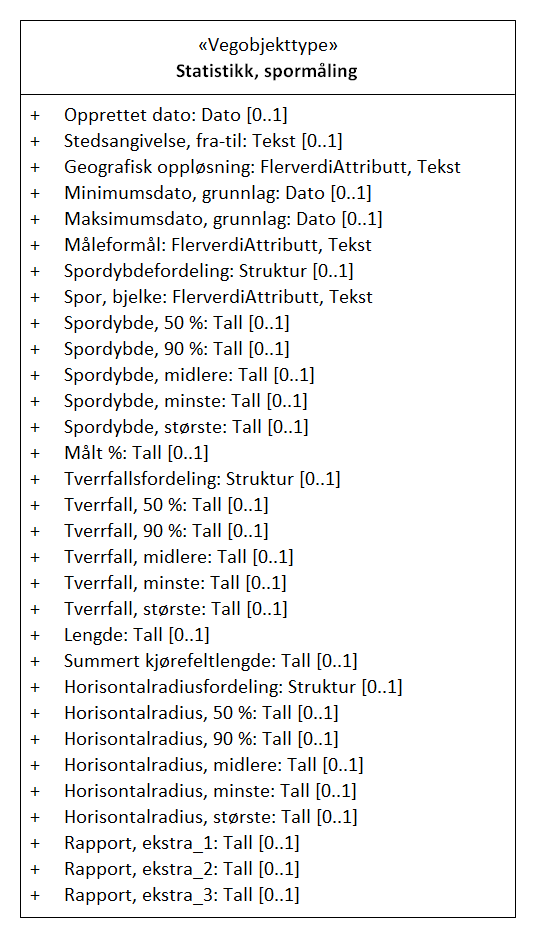 «Vegobjekttype»
Statistikk, spormåling
+ Opprettet dato: Dato [0..1]
+ Stedsangivelse, fra-til: Tekst [0..1]
+ Geografisk oppløsning: FlerverdiAttributt, Tekst
+ Minimumsdato, grunnlag: Dato [0..1]
+ Maksimumsdato, grunnlag: Dato [0..1]
+ Måleformål: FlerverdiAttributt, Tekst
+ Spordybdefordeling: Struktur [0..1]
+ Spor, bjelke: FlerverdiAttributt, Tekst
+ Spordybde, 50 %: Tall [0..1]
+ Spordybde, 90 %: Tall [0..1]
+ Spordybde, midlere: Tall [0..1]
+ Spordybde, minste: Tall [0..1]
+ Spordybde, største: Tall [0..1]
+ Målt %: Tall [0..1]
+ Tverrfallsfordeling: Struktur [0..1]
+ Tverrfall, 50 %: Tall [0..1]
+ Tverrfall, 90 %: Tall [0..1]
+ Tverrfall, midlere: Tall [0..1]
+ Tverrfall, minste: Tall [0..1]
+ Tverrfall, største: Tall [0..1]
+ Lengde: Tall [0..1]
+ Summert kjørefeltlengde: Tall [0..1]
+ Horisontalradiusfordeling: Struktur [0..1]
+ Horisontalradius, 50 %: Tall [0..1]
+ Horisontalradius, 90 %: Tall [0..1]
+ Horisontalradius, midlere: Tall [0..1]
+ Horisontalradius, minste: Tall [0..1]
+ Horisontalradius, største: Tall [0..1]
+ Rapport, ekstra_1: Tall [0..1]
+ Rapport, ekstra_2: Tall [0..1]
+ Rapport, ekstra_3: Tall [0..1]